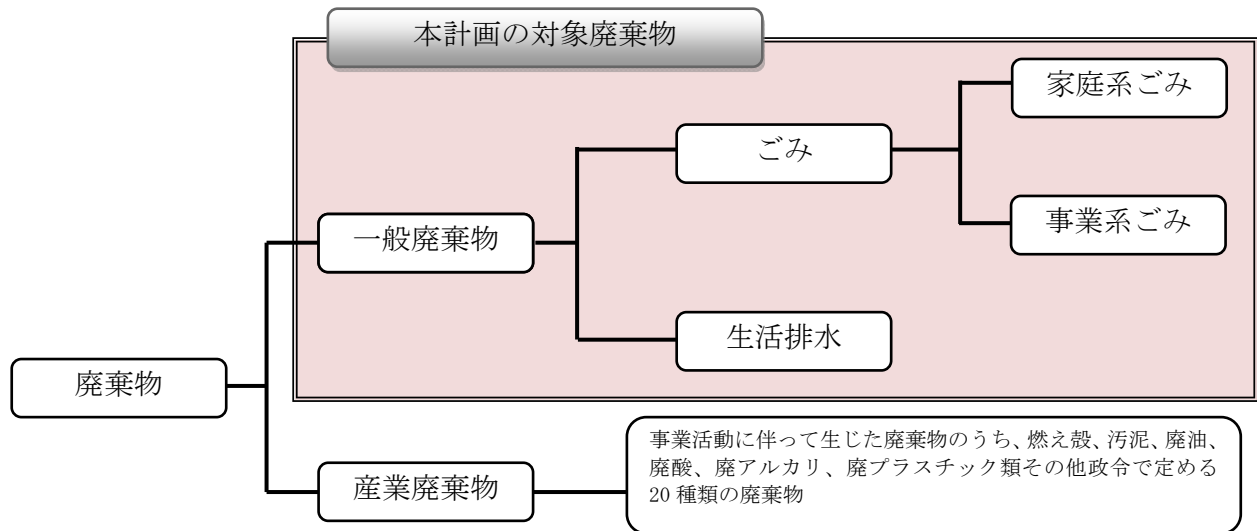 本計画の対象廃棄物
家庭系ごみ
ごみ
事業系ごみ
一般廃棄物
生活排水
廃棄物
事業活動に伴って生じた廃棄物のうち、燃え殻、汚泥、廃油、
廃酸、廃アルカリ、廃プラスチック類その他政令で定める
20 種類の廃棄物
産業廃棄物